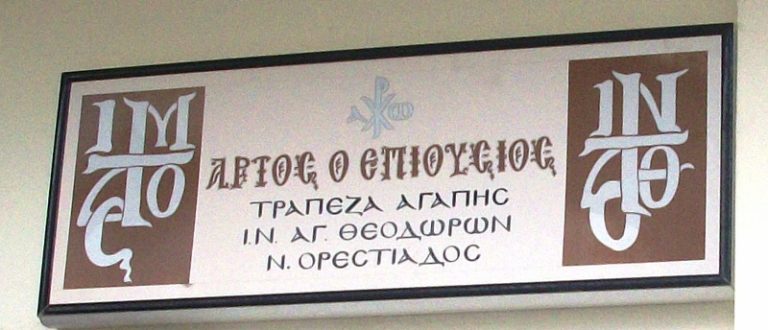 ΑΡΤΟΣ Ο ΕΠΙΟΥΣΙΟΣ
ΤΡΑΠΕΖΑ ΑΓΑΠΗΣ
Ι.Ν. ΑΓ. ΘΕΟΔΩΡΩΝ
Ν. ΟΡΕΣΤΙΑΔΟΣ